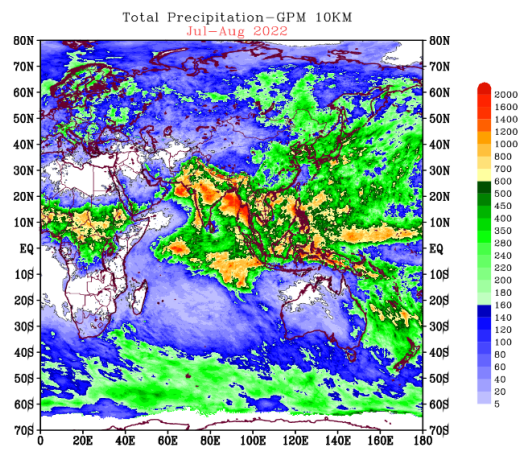 Total Precipitation-GPM 10KM
Jul-Aug 2022
80N 80N
70N 70N
60N 60N
50N 50N
40N 40N
30N 30N
20N 20N
10N 10N
EQ EQ
10S 10S
20S 20S
30S 30S
40S 40S
50S 50S
60S 60S
70S 70S
0 20E 40E 60E 80E 100E 120E 140E 160E 180
2000
1600
1400
1200
1000
800
700
600
500
450
400
350
280
240
220
200
180
160
140
120
100
80
60
40
20
5